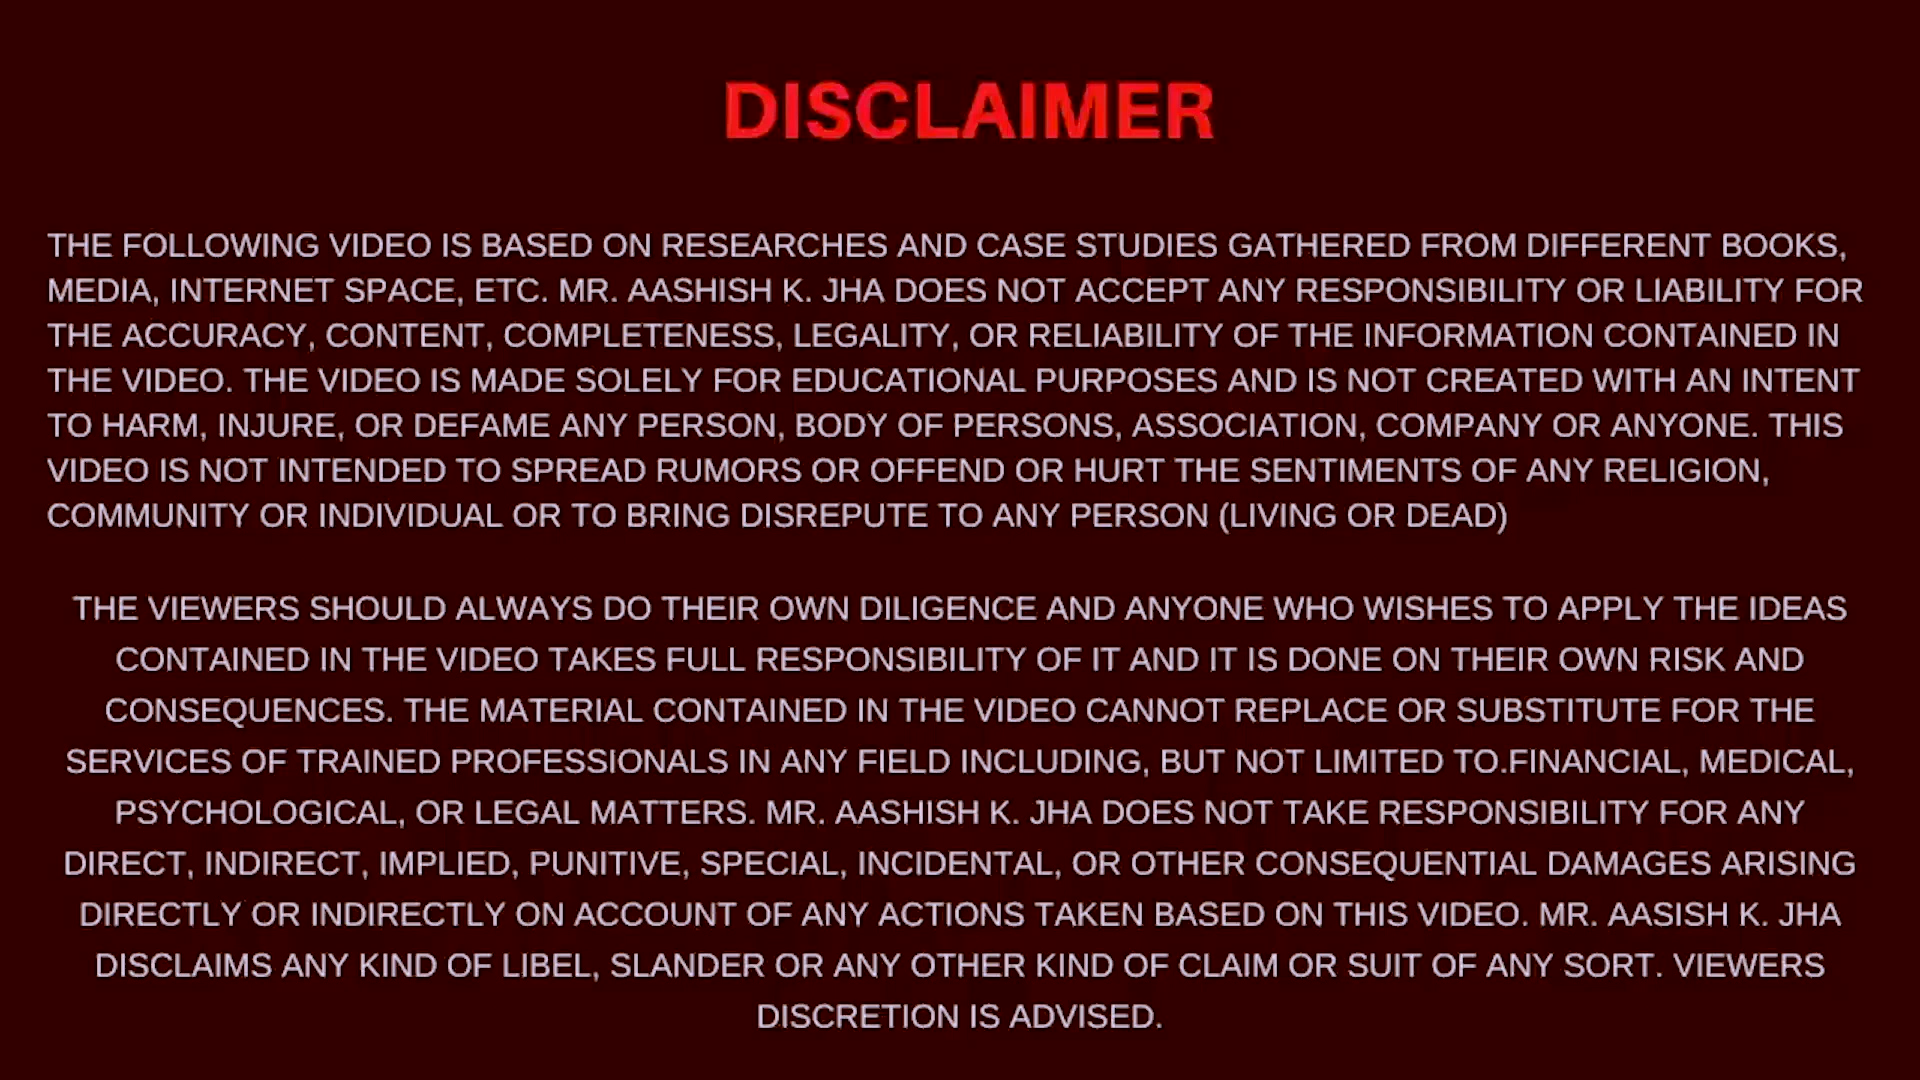 DISCLAIMER
THE FOLLOWING VIDEO IS BASED ON RESEARCHES AND CASE STUDIES GATHERED FROM DIFFERENT BOOKS,
MEDIA, INTERNET SPACE, ETC. MR. AASHISH K. JHA DOES NOT ACCEPT ANY RESPONSIBILITY OR LIABILITY FOR
THE ACCURACY, CONTENT, COMPLETENESS, LEGALITY, OR RELIABILITY OF THE INFORMATION CONTAINED IN
THE VIDEO. THE VIDEO IS MADE SOLELY FOR EDUCATIONAL PURPOSES AND IS NOT CREATED WITH AN INTENT
TO HARM, INJURE, OR DEFAME ANY PERSON, BODY OF PERSONS, ASSOCIATION, COMPANY OR ANYONE. THIS
VIDEO IS NOT INTENDED TO SPREAD RUMORS OR OFFEND OR HURT THE SENTIMENTS OF ANY RELIGION,
COMMUNITY OR INDIVIDUAL OR TO BRING DISREPUTE TO ANY PERSON (LIVING OR DEAD)
THE VIEWERS SHOULD ALWAYS DO THEIR OWN DILIGENCE AND ANYONE WHO WISHES TO APPLY THE IDEAS
CONTAINED IN THE VIDEO TAKES FULL RESPONSIBILITY OF IT AND IT IS DONE ON THEIR OWN RISK AND
CONSEQUENCES. THE MATERIAL CONTAINED IN THE VIDEO CANNOT REPLACE OR SUBSTITUTE FOR THE
SERVICES OF TRAINED PROFESSIONALS IN ANY FIELD INCLUDING, BUT NOT LIMITED TO.FINANCIAL, MEDICAL,
PSYCHOLOGICAL, OR LEGAL MATTERS. MR. AASHISH K. JHA DOES NOT TAKE RESPONSIBILITY FOR ANY
DIRECT, INDIRECT, IMPLIED, PUNITIVE, SPECIAL, INCIDENTAL, OR OTHER CONSEQUENTIAL DAMAGES ARISING
DIRECTLY OR INDIRECTLY ON ACCOUNT OF ANY ACTIONS TAKEN BASED ON THIS VIDEO. MR. AASISH K. JHA
DISCLAIMS ANY KIND OF LIBEL, SLANDER OR ANY OTHER KIND OF CLAIM OR SUIT OF ANY SORT. VIEWERS
DISCRETION IS ADVISED.